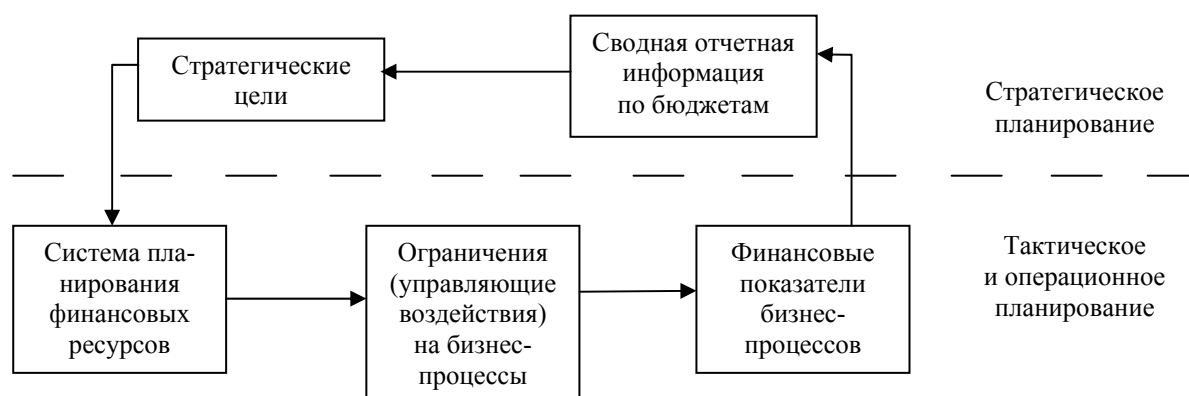 Стратегические
цели
Сводная отчетная
информация
по бюджетам
Стратегическое
планирование
Система пла-
нирования
финансовых
ресурсов
Ограничения
(управляющие
воздействия)
на бизнес-
процессы
Финансовые
показатели
бизнес-
процессов
Тактическое
и операционное
планирование